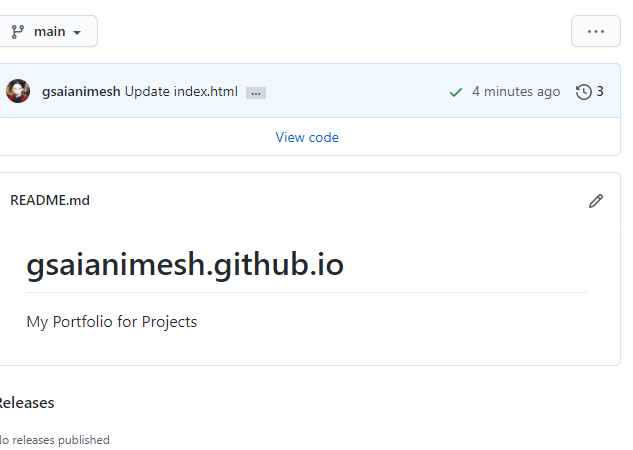 main
gsaianimesh Update index.html ... 4 minutes ago 3
View code
README.md
gsaianimesh.github.io
My Portfolio for Projects
Releases
No releases published